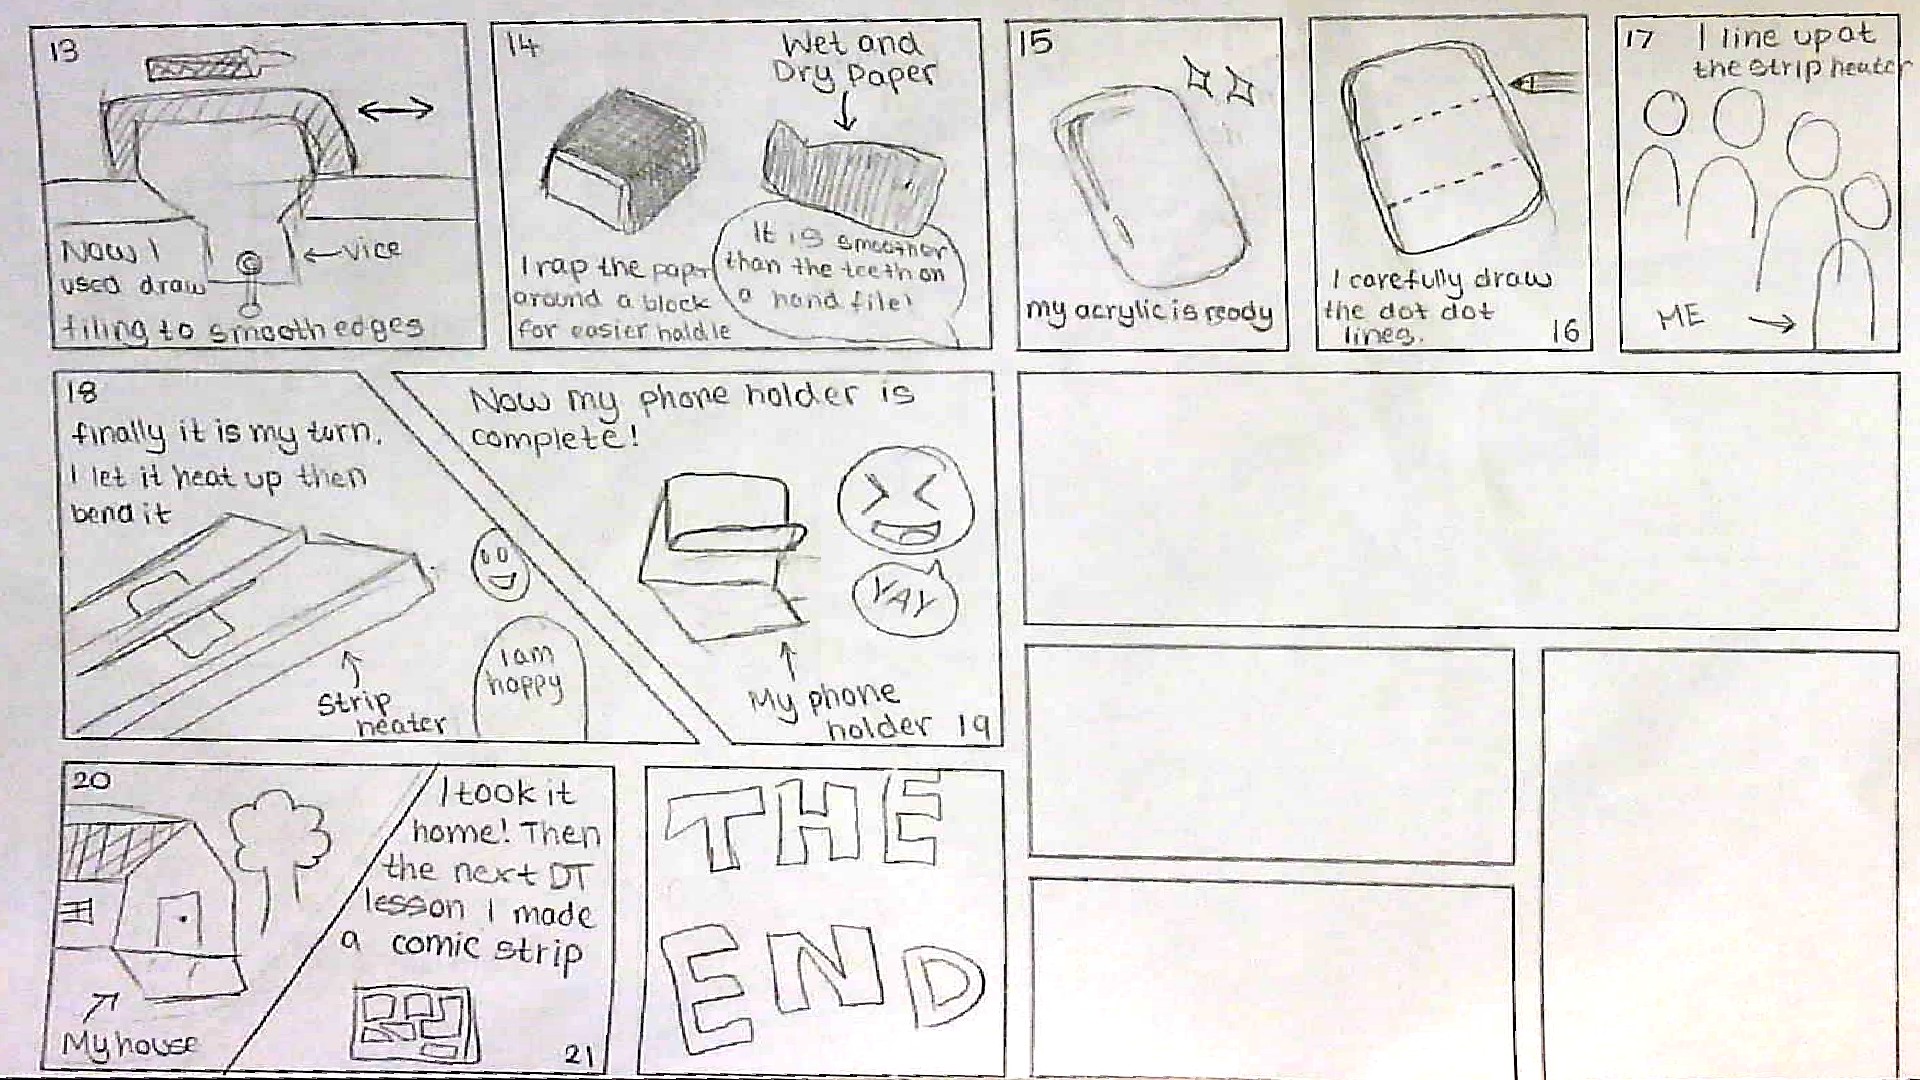 13
Now I
used draw
filing to smooth edges
← vice
14
Wet and
Dry Paper
I rap the paper
around a block
for easier holdle
It is smoother
than the teeth on
a hand file!
15
my acrylic is ready
I carefully draw
the dot dot
lines.
16
17
I line up at
the strip heater
ME →
18
finally it is my turn.
I let it heat up then
bend it
Strip
heater
I am
happy
Now my phone holder is
complete!
YAY
My phone
holder
19
20
My house
I took it
home! Then
the next DT
lesson I made
a comic strip
21
THE
END